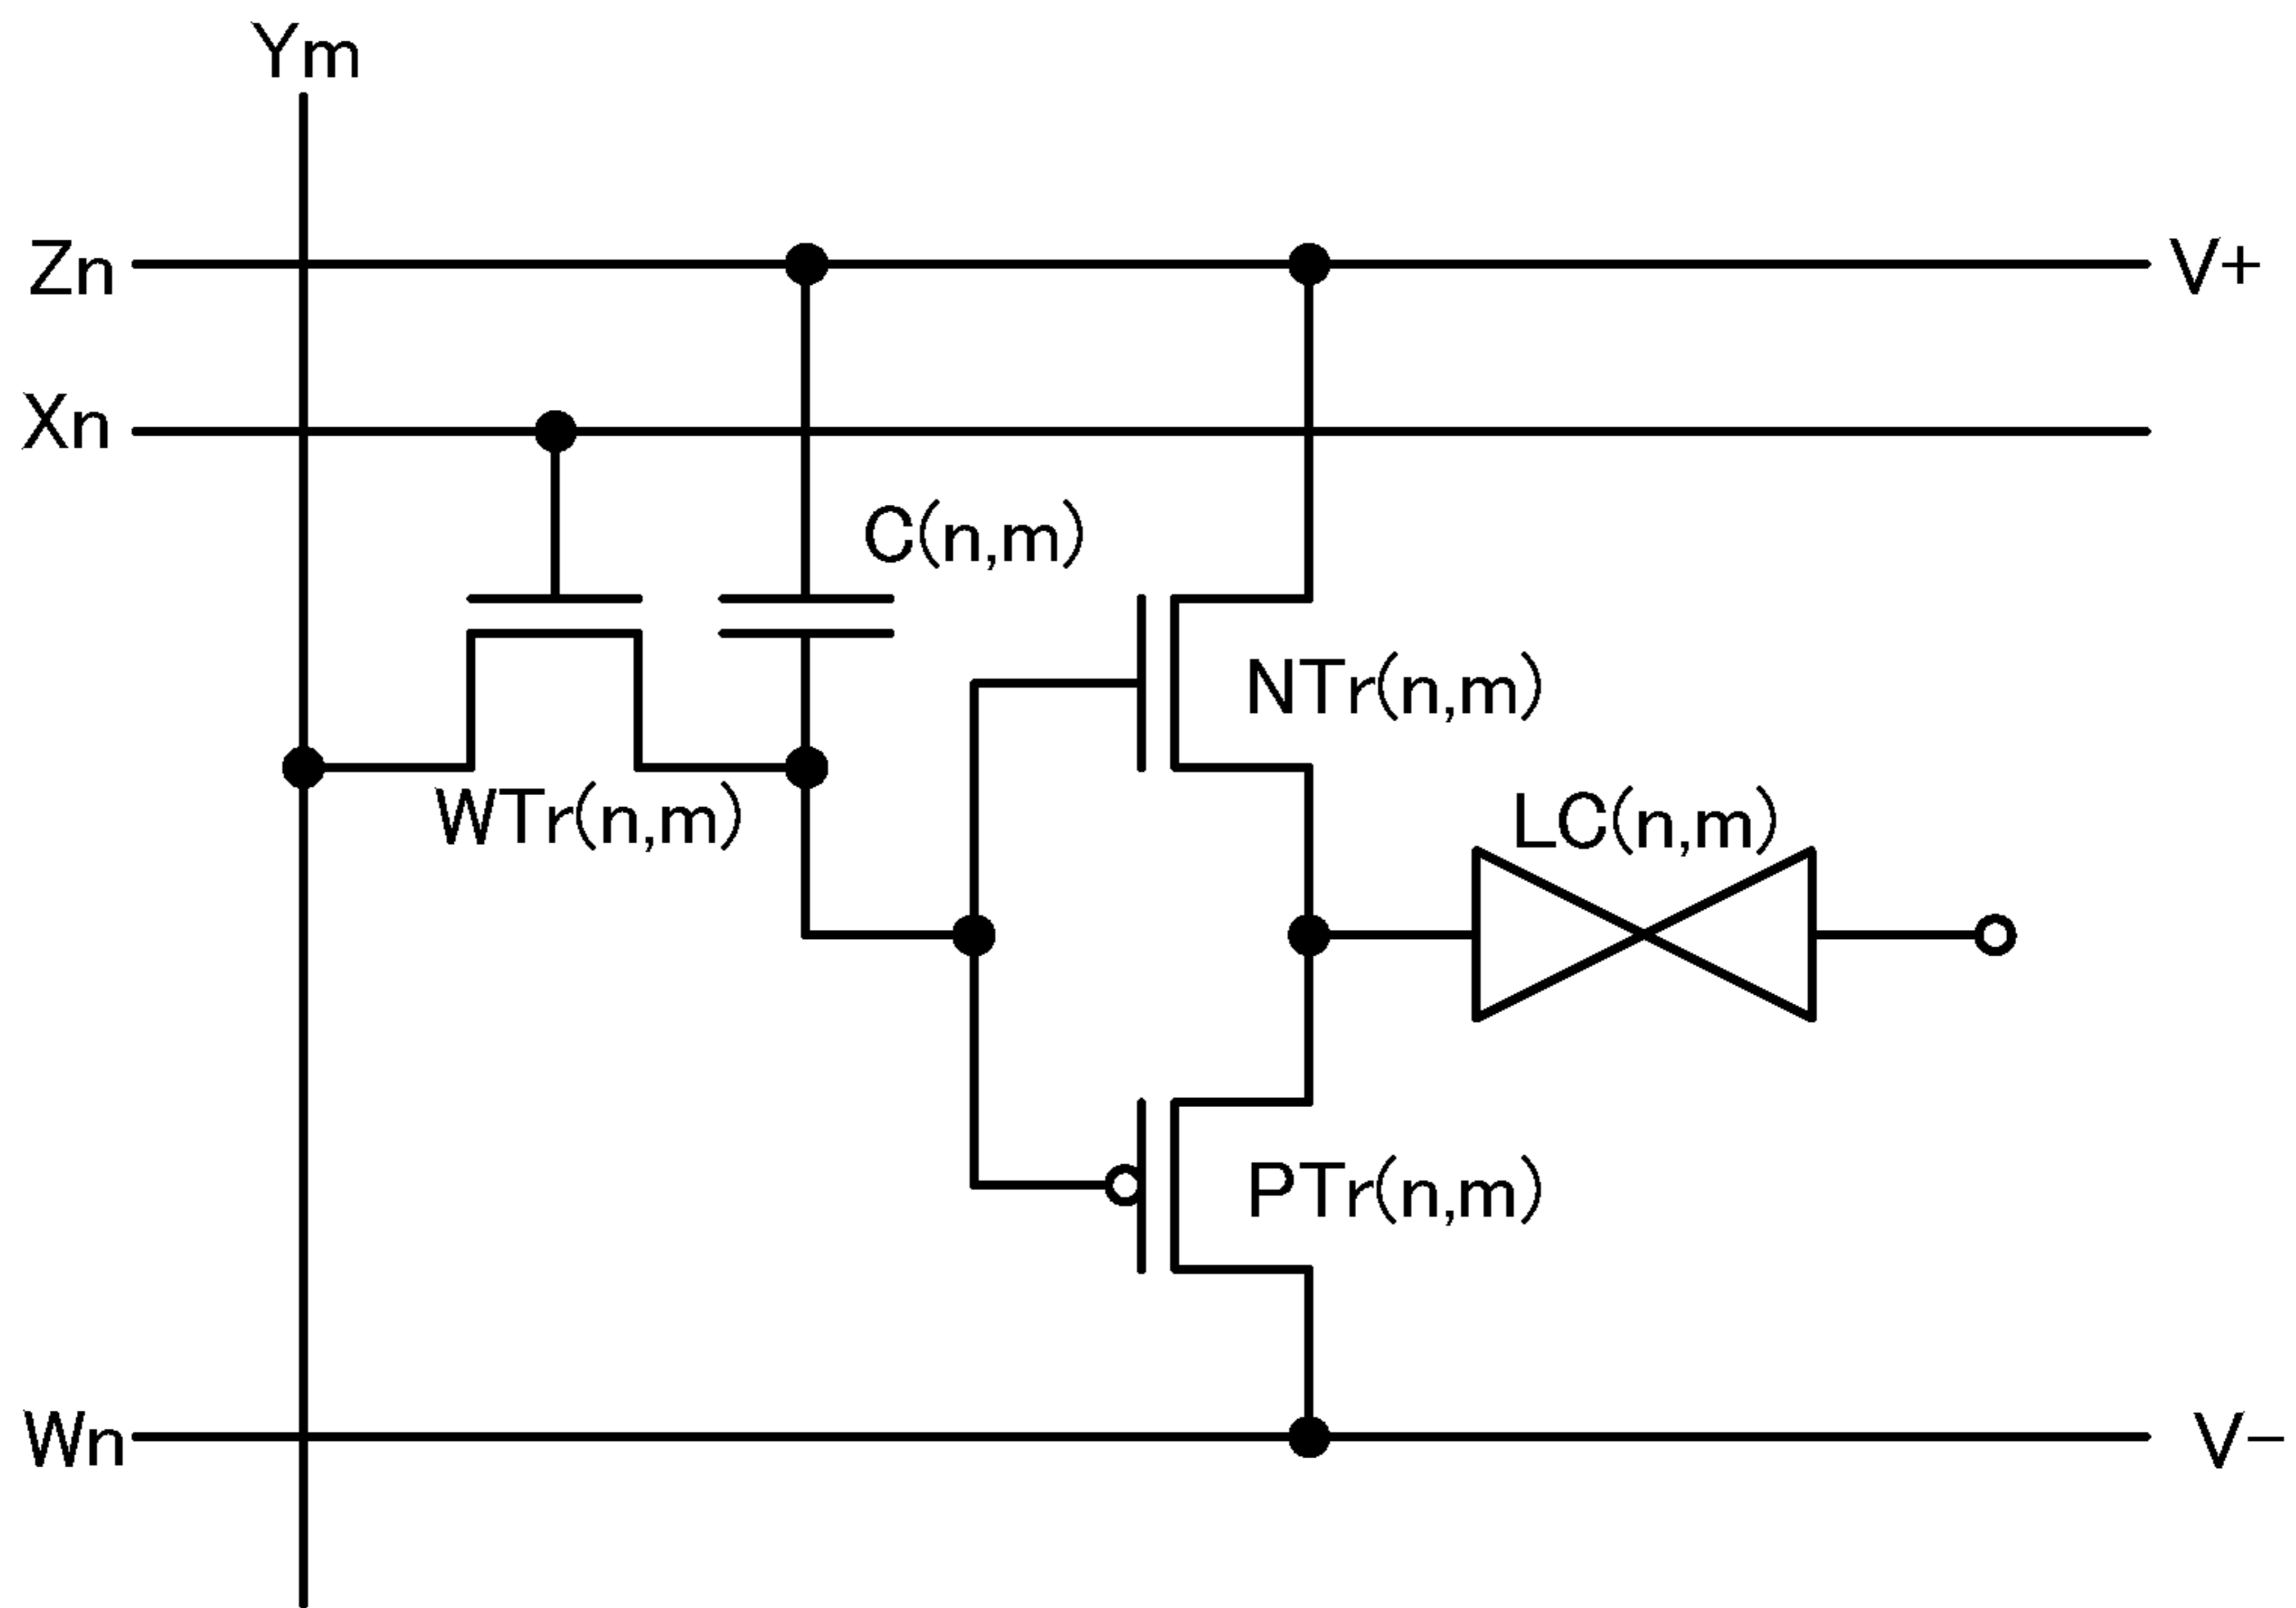 Ym
Zn
V+
Xn
C(n,m)
NTr(n,m)
WTr(n,m)
LC(n,m)
PTr(n,m)
Wn
V−